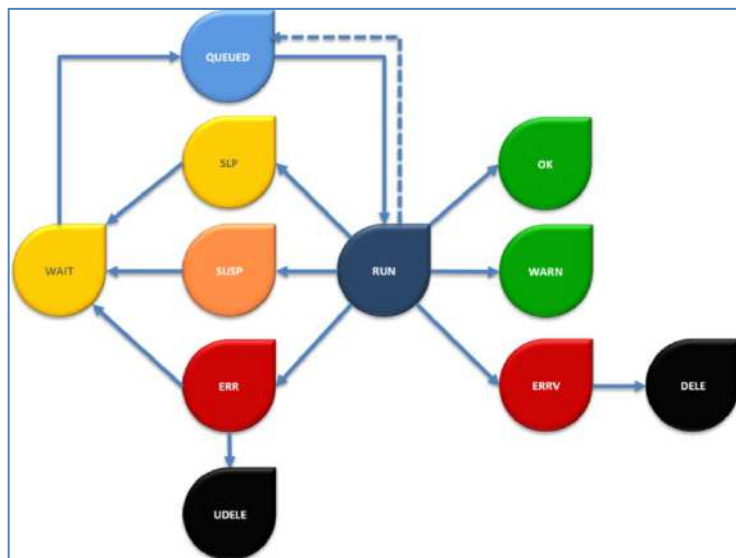 QUEUED
SLP
OK
WAIT
SUSP
RUN
WARN
ERR
ERRV
DELE
UDELE